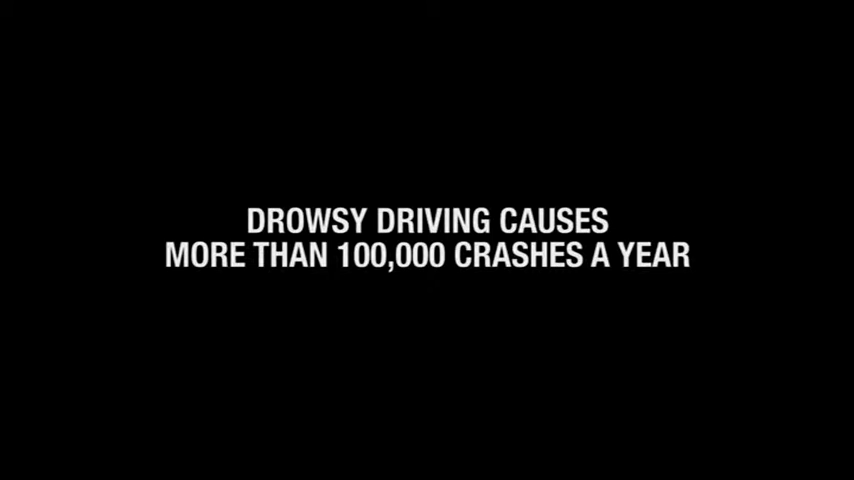 DROWSY DRIVING CAUSES
MORE THAN 100,000 CRASHES A YEAR